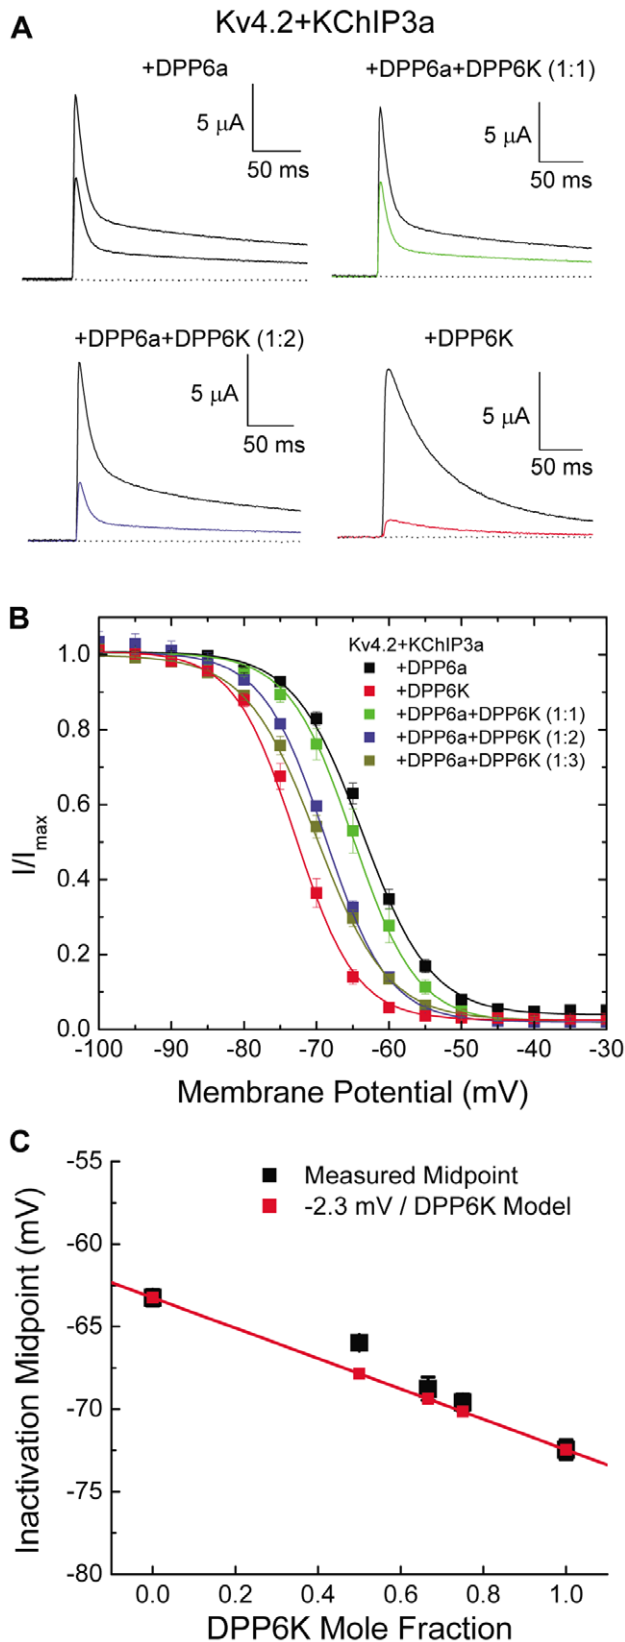 A
Kv4.2+KChIP3a
+DPP6a
+DPP6a+DPP6K (1:1)
5 µA
50 ms
5 µA
50 ms
+DPP6a+DPP6K (1:2)
+DPP6K
5 µA
50 ms
5 µA
50 ms
B
Kv4.2+KChIP3a
+DPP6a
+DPP6K
+DPP6a+DPP6K (1:1)
+DPP6a+DPP6K (1:2)
+DPP6a+DPP6K (1:3)
I/Imax
1.0
0.8
0.6
0.4
0.2
0.0
-100 -90 -80 -70 -60 -50 -40 -30
Membrane Potential (mV)
C
Measured Midpoint
-2.3 mV / DPP6K Model
Inactivation Midpoint (mV)
-55
-60
-65
-70
-75
-80
0.0 0.2 0.4 0.6 0.8 1.0
DPP6K Mole Fraction